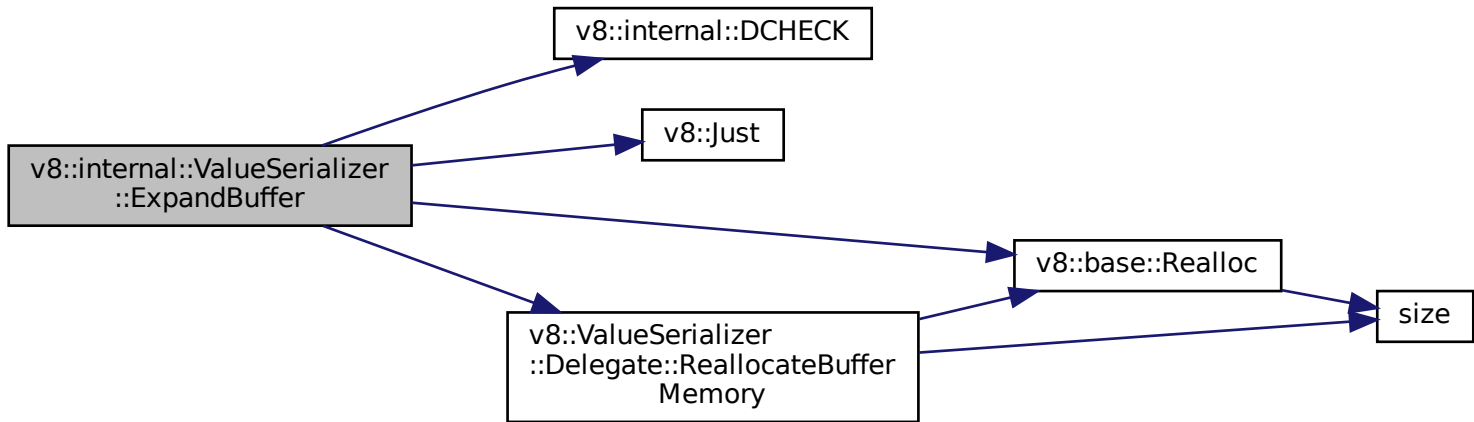 v8::internal::DCHECK
v8::Just
v8::internal::ValueSerializer
::ExpandBuffer
v8::base::Realloc
size
v8::ValueSerializer
::Delegate::ReallocateBuffer
Memory